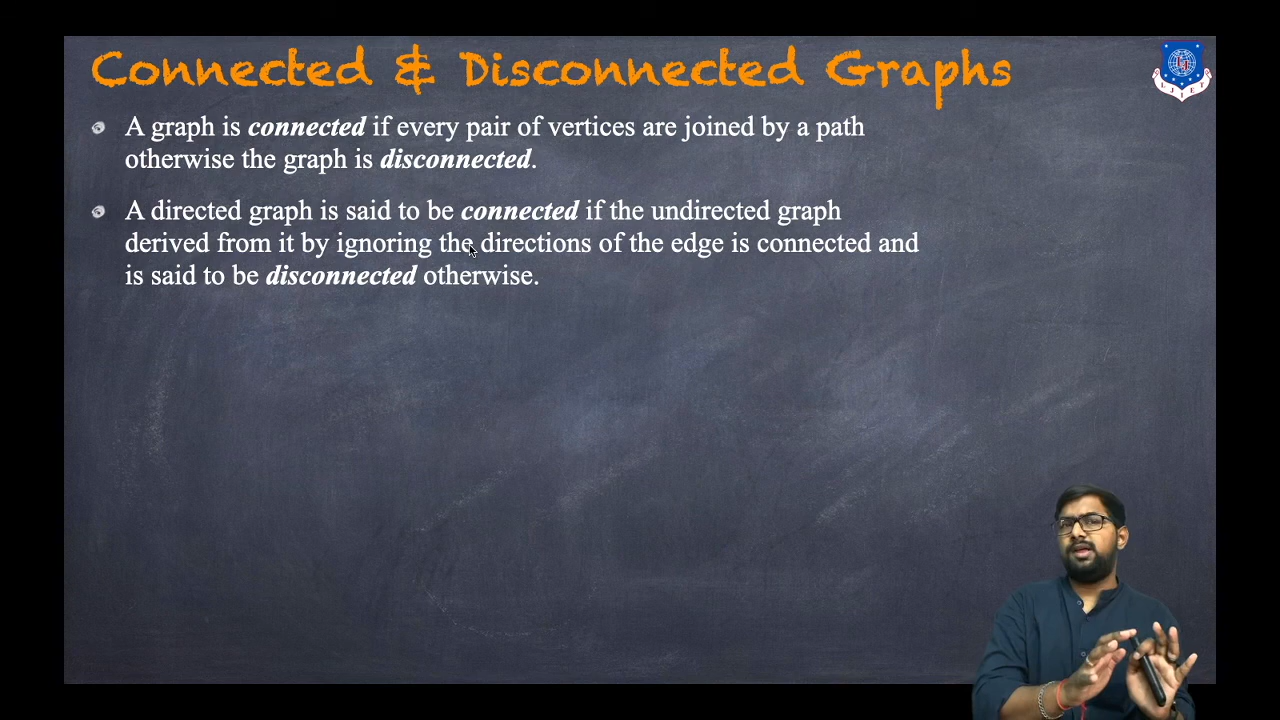 Connected & Disconnected Graphs
A graph is connected if every pair of vertices are joined by a path
otherwise the graph is disconnected.
A directed graph is said to be connected if the undirected graph
derived from it by ignoring the directions of the edge is connected and
is said to be disconnected otherwise.